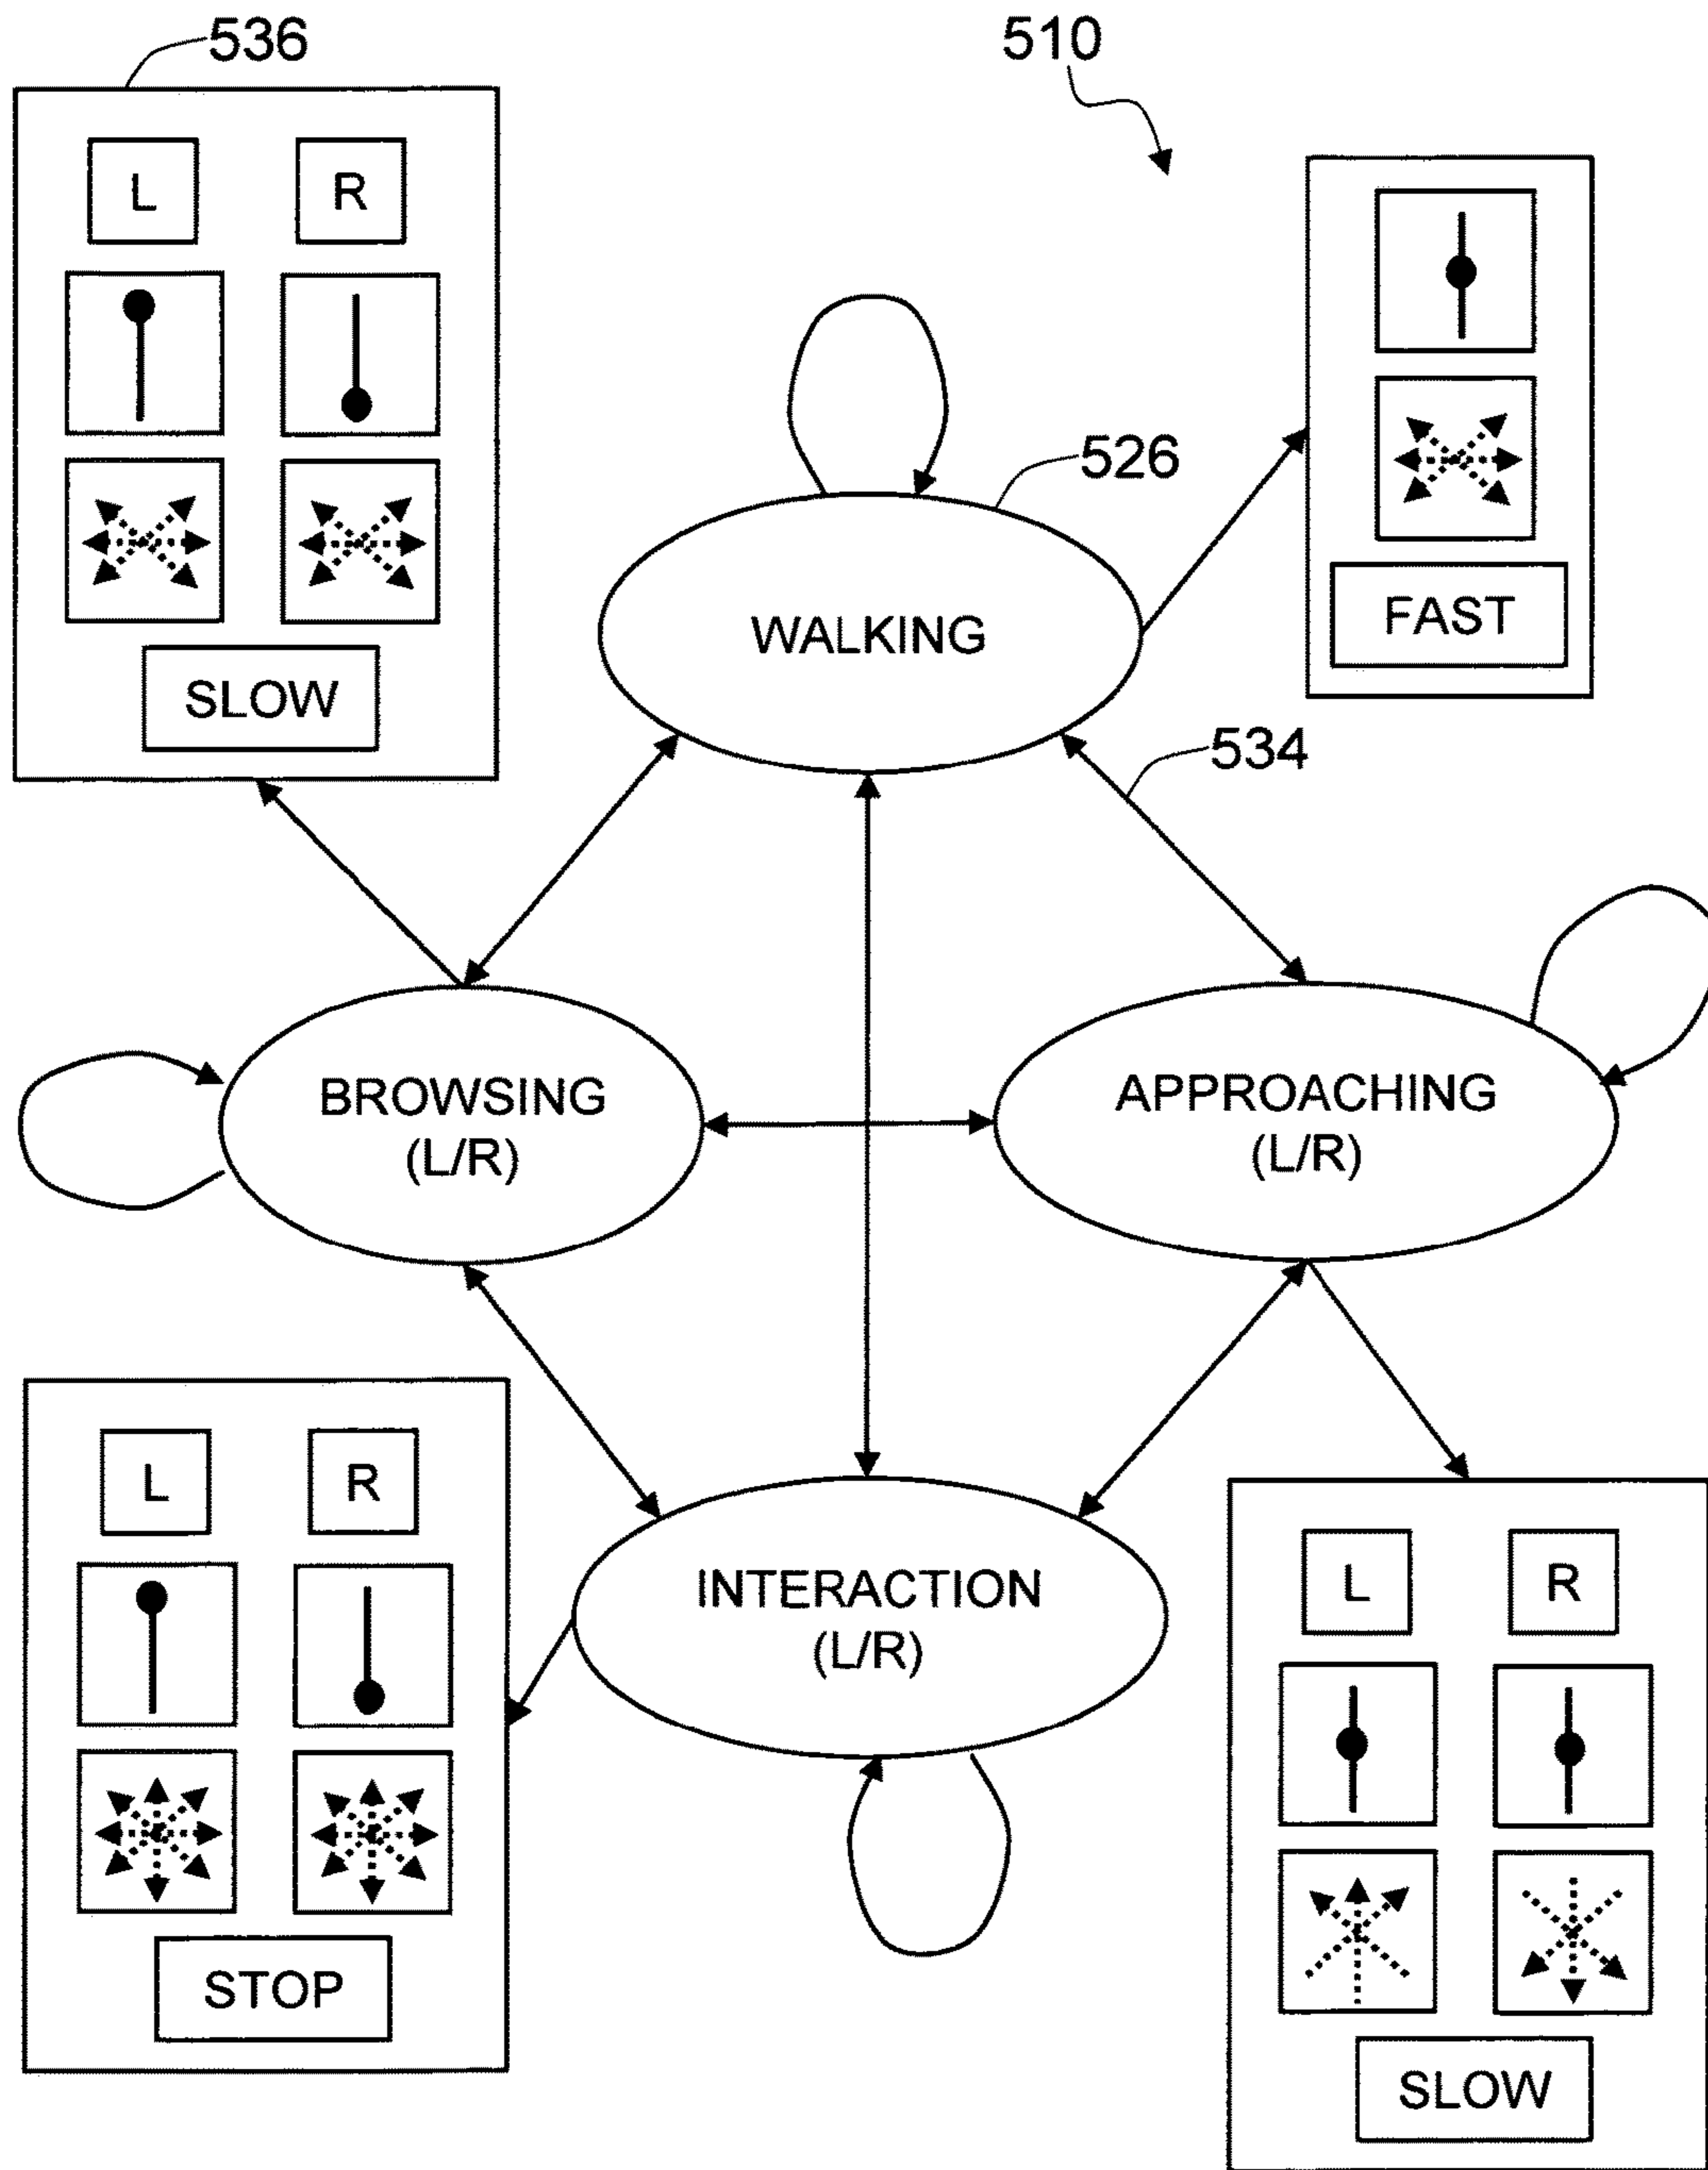 536
510
L R
SLOW
FAST
526
WALKING
534
BROWSING
(L/R)
APPROACHING
(L/R)
L R
STOP
INTERACTION
(L/R)
L R
SLOW